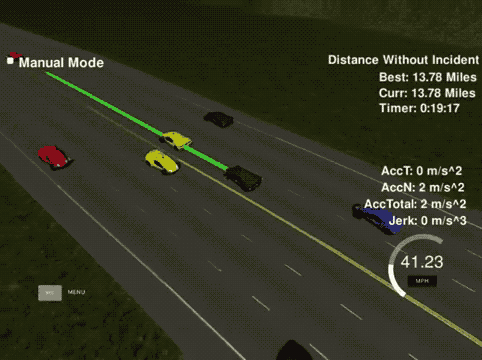 Manual Mode
Distance Without Incident
Best: 13.78 Miles
Curr: 13.78 Miles
Timer: 0:19:17
AccT: 0 m/s^2
AccN: 2 m/s^2
AccTotal: 2 m/s^2
Jerk: 0 m/s^3
41.23
MPH
MENU